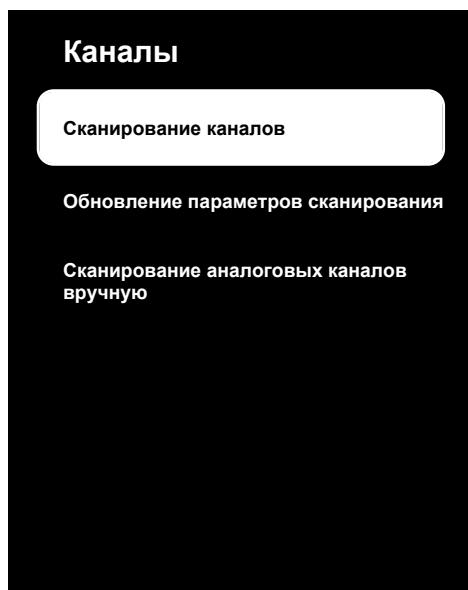 Каналы
Сканирование каналов
Обновление параметров сканирования
Сканирование аналоговых каналов
вручную